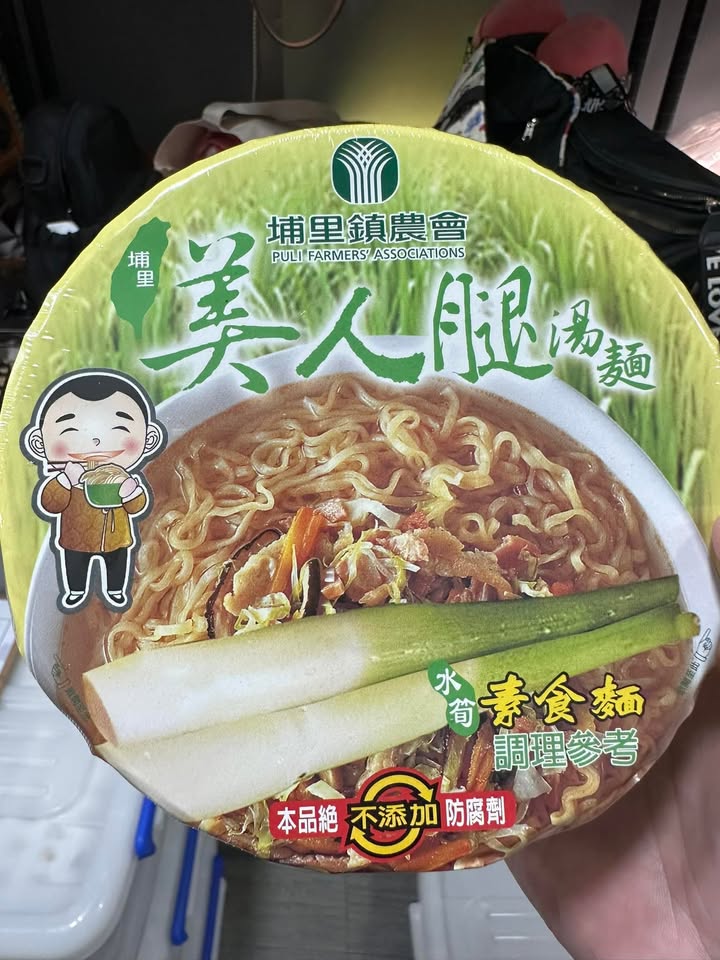 埔里鎮農會
PULI FARMERS' ASSOCIATIONS
埔里
美人腿湯麵
水筍
素食麵
調理參考
本品絕不添加防腐劑